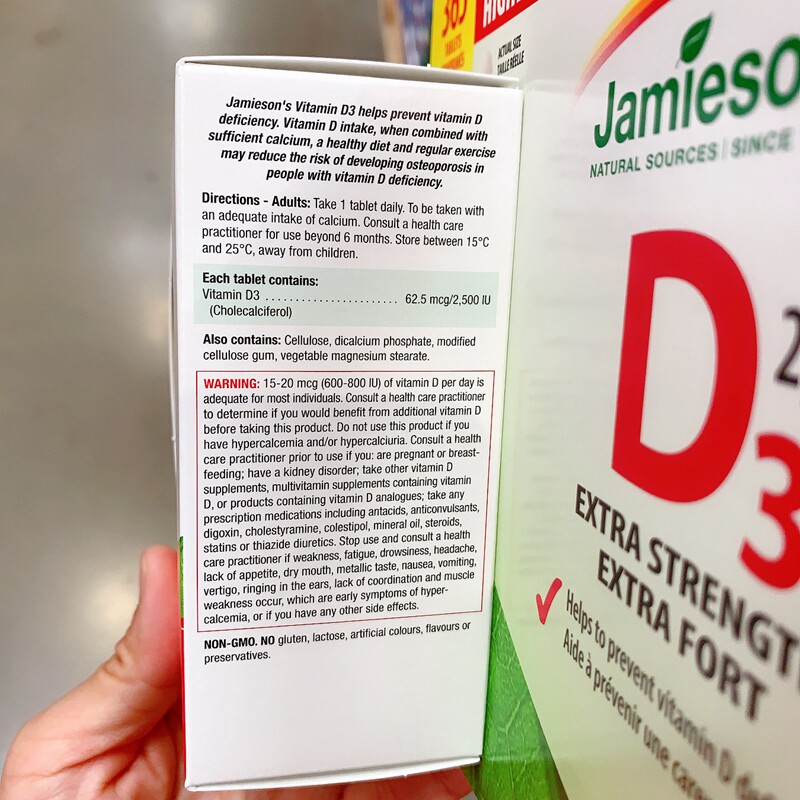 Jamieson's Vitamin D3 helps prevent vitamin D
deficiency. Vitamin D intake, when combined with
sufficient calcium, a healthy diet and regular exercise
may reduce the risk of developing osteoporosis in
people with vitamin D deficiency.
Directions - Adults: Take 1 tablet daily. To be taken with
an adequate intake of calcium. Consult a health care
practitioner for use beyond 6 months. Store between 15°C
and 25°C, away from children.
Each tablet contains:
Vitamin D3 ....................... 62.5 mcg/2,500 IU
(Cholecalciferol)
Also contains: Cellulose, dicalcium phosphate, modified
cellulose gum, vegetable magnesium stearate.
WARNING: 15-20 mcg (600-800 IU) of vitamin D per day is
adequate for most individuals. Consult a health care practitioner
to determine if you would benefit from additional vitamin D
before taking this product. Do not use this product if you
have hypercalcemia and/or hypercalciuria. Consult a health
care practitioner prior to use if you: are pregnant or breast-
feeding; have a kidney disorder; take other vitamin D
supplements, multivitamin supplements containing vitamin
D, or products containing vitamin D analogues; take any
prescription medications including antacids, anticonvulsants,
digoxin, cholestyramine, colestipol, mineral oil, steroids,
statins or thiazide diuretics. Stop use and consult a health
care practitioner if weakness, fatigue, drowsiness, headache,
lack of appetite, dry mouth, metallic taste, nausea, vomiting,
vertigo, ringing in the ears, lack of coordination and muscle
weakness occur, which are early symptoms of hyper-
calcemia, or if you have any other side effects.
NON-GMO. NO gluten, lactose, artificial colours, flavours or
preservatives.
365
TABLETS
ACTUAL SIZE
TAILLE RÉELLE
Jamieso
NATURAL SOURCES | SINCE
D3
2
EXTRA STRENGT
EXTRA FORT
Helps to prevent vitamin D def
Aide à prévenir une care